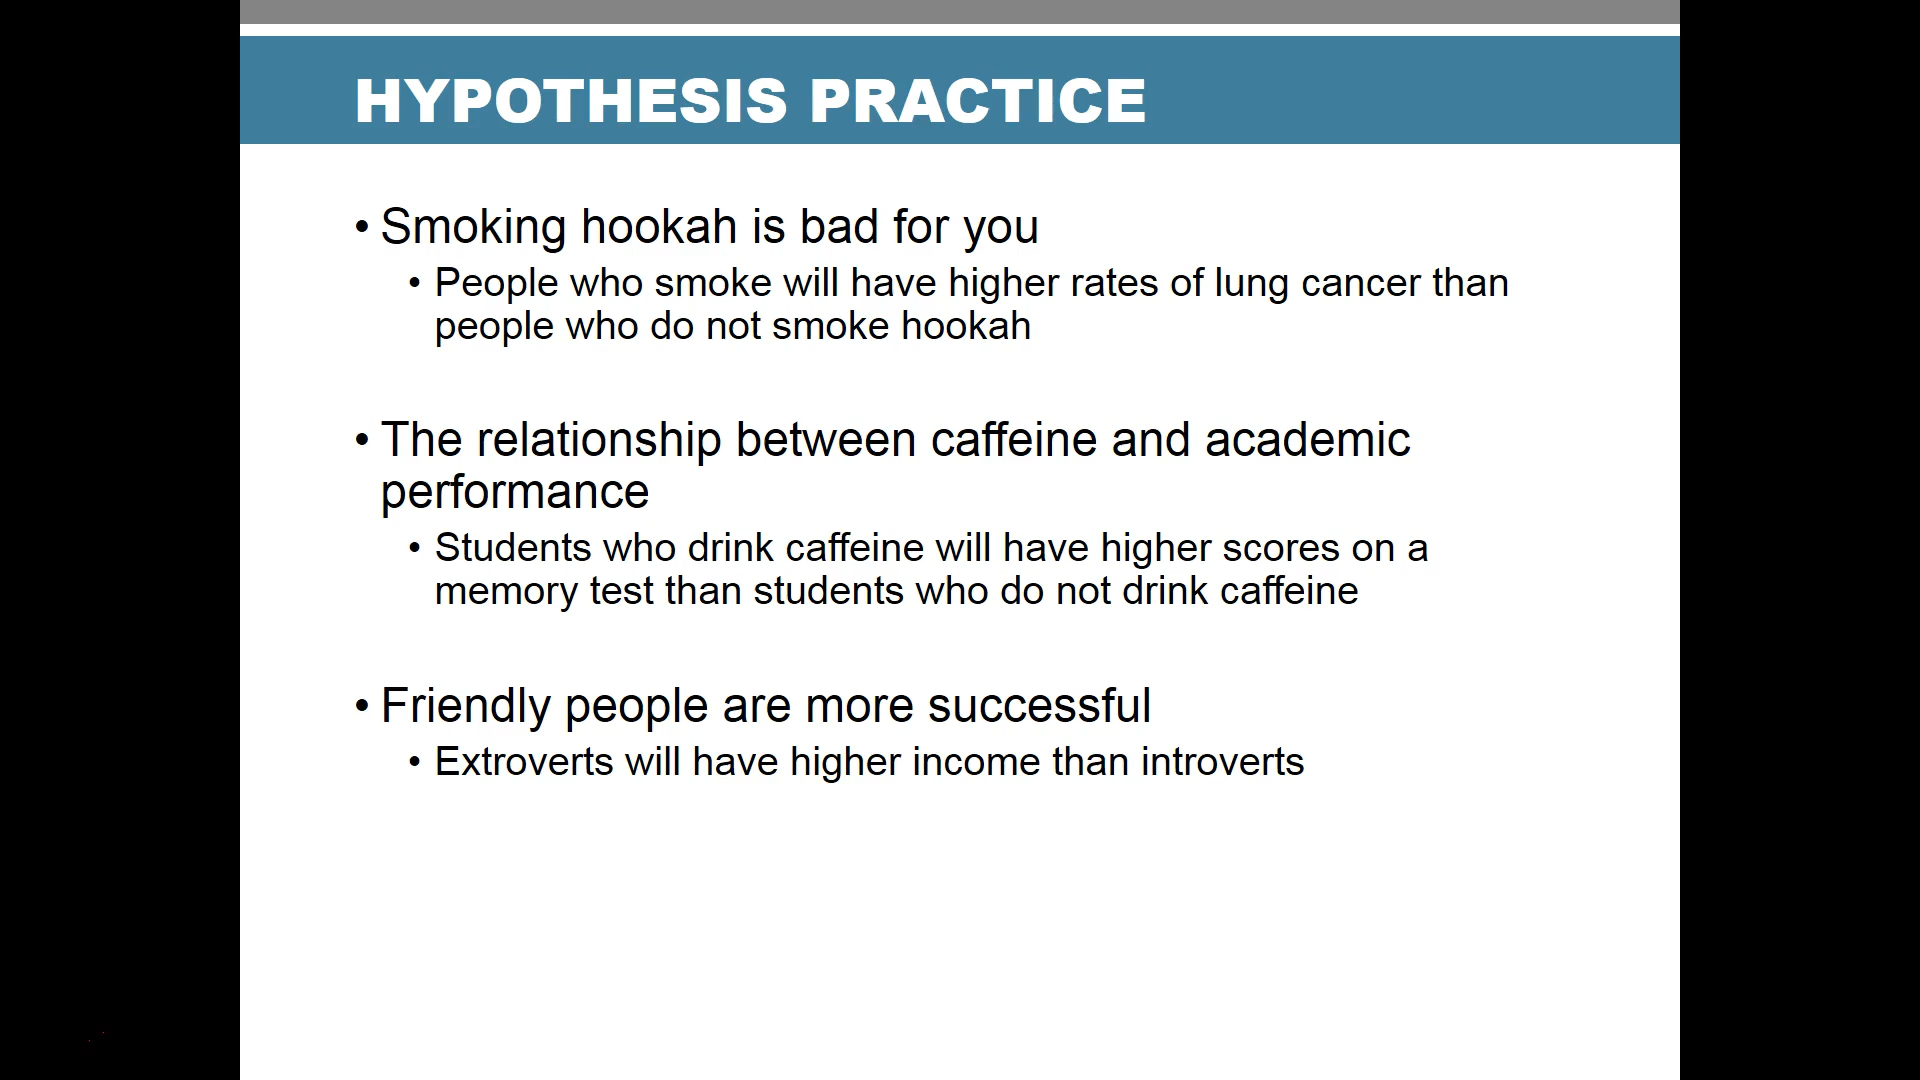 HYPOTHESIS PRACTICE
• Smoking hookah is bad for you
• People who smoke will have higher rates of lung cancer than
people who do not smoke hookah
• The relationship between caffeine and academic
performance
• Students who drink caffeine will have higher scores on a
memory test than students who do not drink caffeine
• Friendly people are more successful
• Extroverts will have higher income than introverts